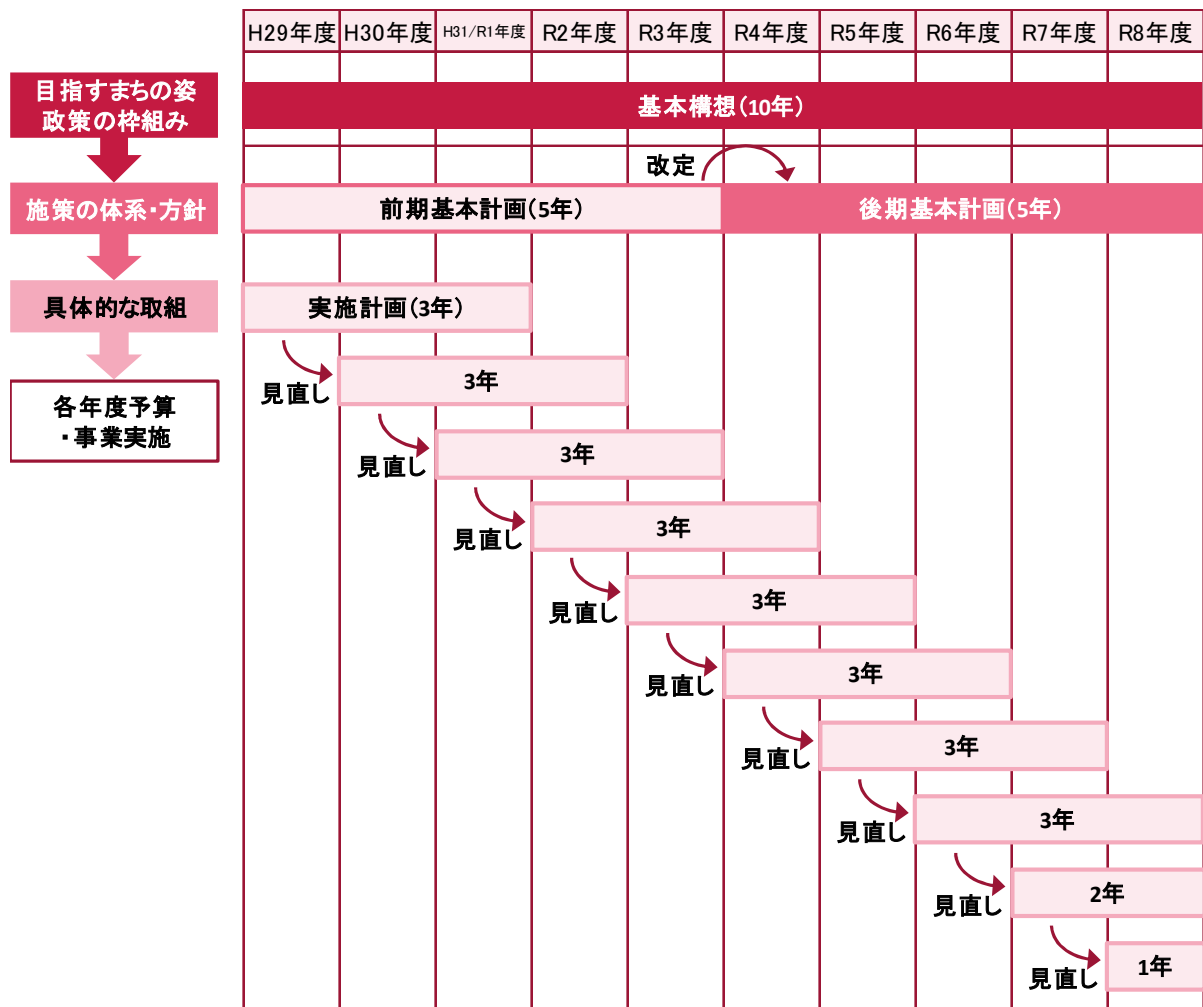 H29年度 H30年度 H31/R1年度 R2年度 R3年度 R4年度 R5年度 R6年度 R7年度 R8年度
目指すまちの姿
政策の枠組み
基本構想(10年)
改定
施策の体系・方針
前期基本計画(5年)
後期基本計画(5年)
具体的な取組
実施計画(3年)
各年度予算
・事業実施
見直し
3年
見直し
3年
見直し
3年
見直し
3年
見直し
3年
見直し
3年
見直し
3年
見直し
2年
見直し
1年